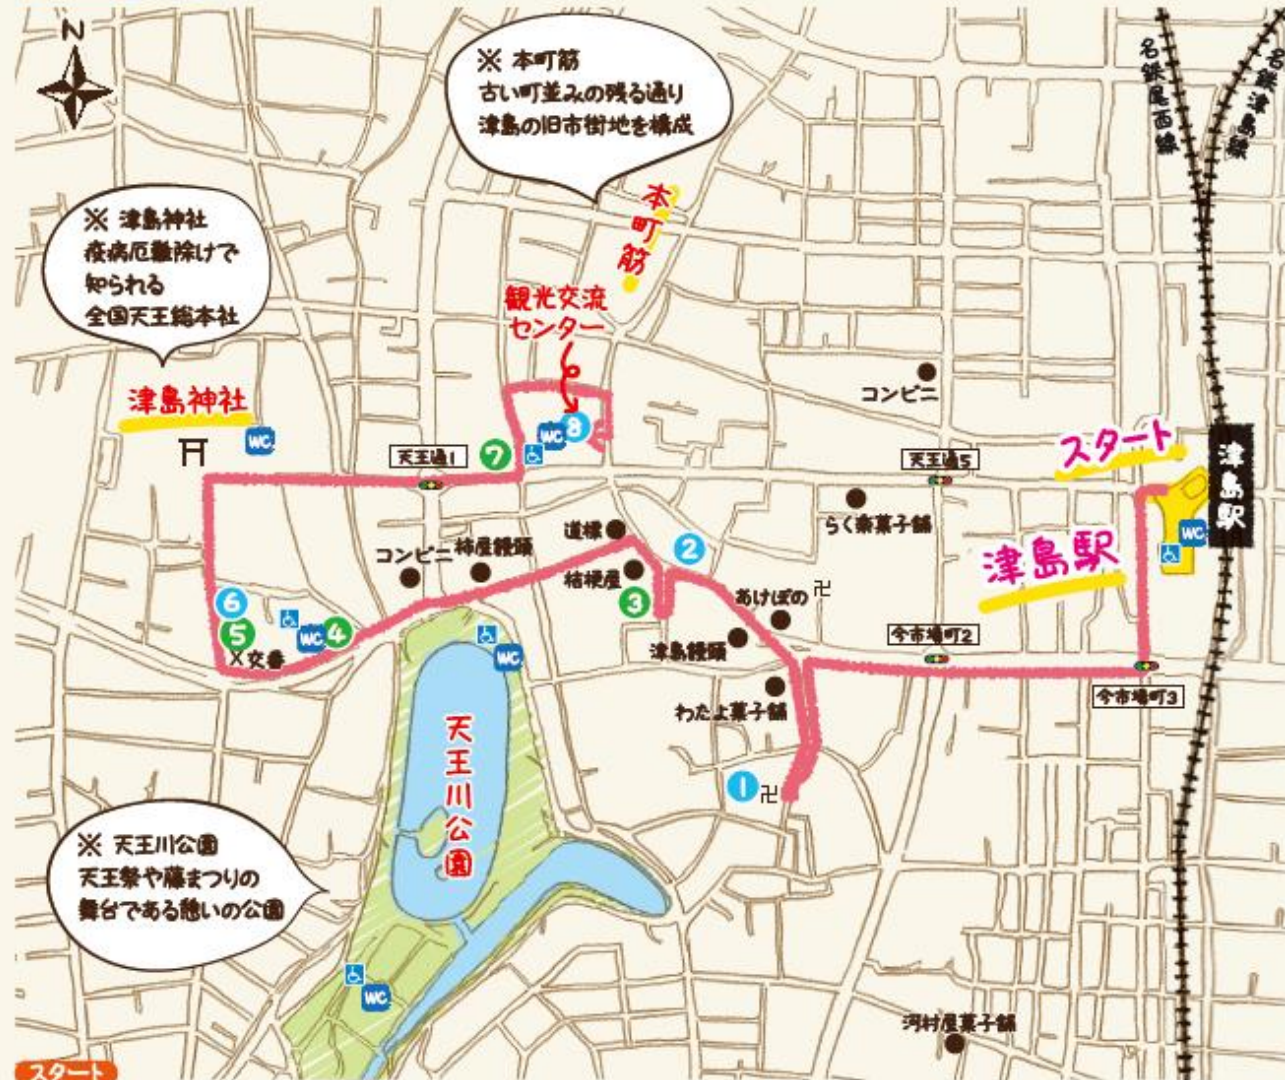 N
※ 本町筋
古い町並みの残る通り
津島の旧市街地を構成
名鉄尾西線
名鉄津島線
※ 津島神社
疫病厄難除けで
知られる
全国天王総本社
本町筋
観光交流
センター
津島神社
WC
コンビニ
スタート
津島駅
天王通1
7
WC
8
天王通5
らく楽菓子舗
津島駅
WC
道標
コンビニ
柿屋饅頭
桔梗屋
2
3
あけぼの
卍
津島饅頭
今市場町2
今市場町3
6
5
WC
4
X交番
WC
わたよ菓子舗
1
卍
天王川公園
※ 天王川公園
天王祭や藤まつりの
舞台である憩いの公園
WC
河村屋菓子舗
スタート